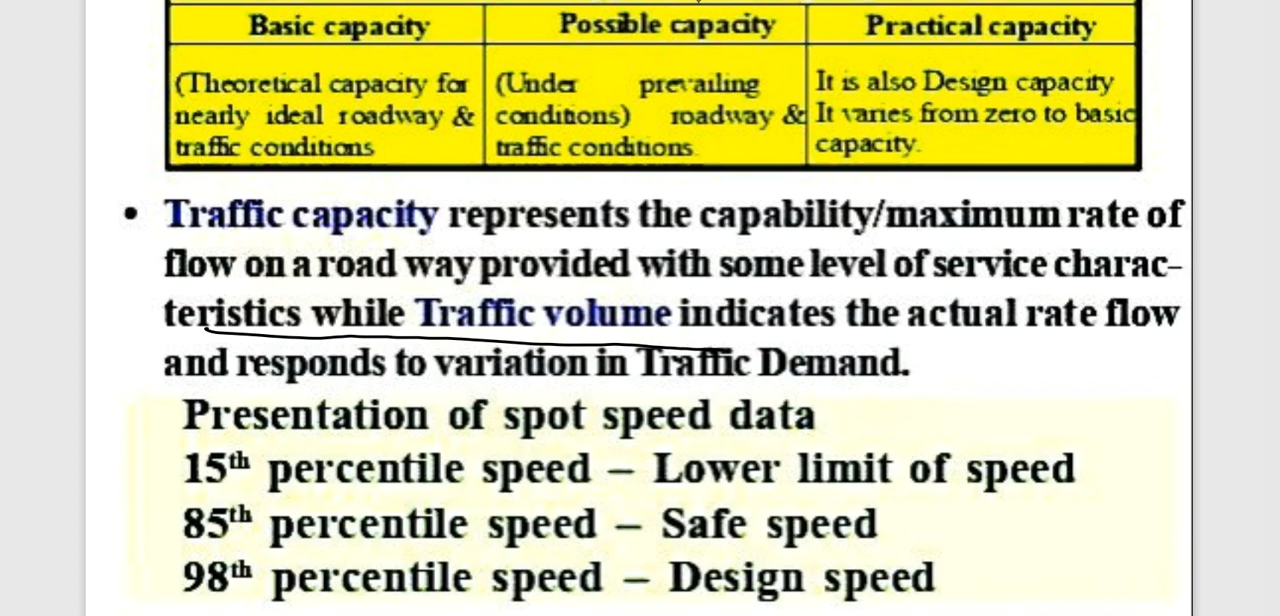 Basic capacity
Possible capacity
Practical capacity
(Theoretical capacity for
nearly ideal roadway &
traffic conditions
(Under prevailing
conditions) roadway &
traffic conditions.
It is also Design capacity
It varies from zero to basic
capacity.
• Traffic capacity represents the capability/maximum rate of
flow on a road way provided with some level of service charac-
teristics while Traffic volume indicates the actual rate flow
and responds to variation in Traffic Demand.
Presentation of spot speed data
15th percentile speed – Lower limit of speed
85th percentile speed – Safe speed
98th percentile speed – Design speed